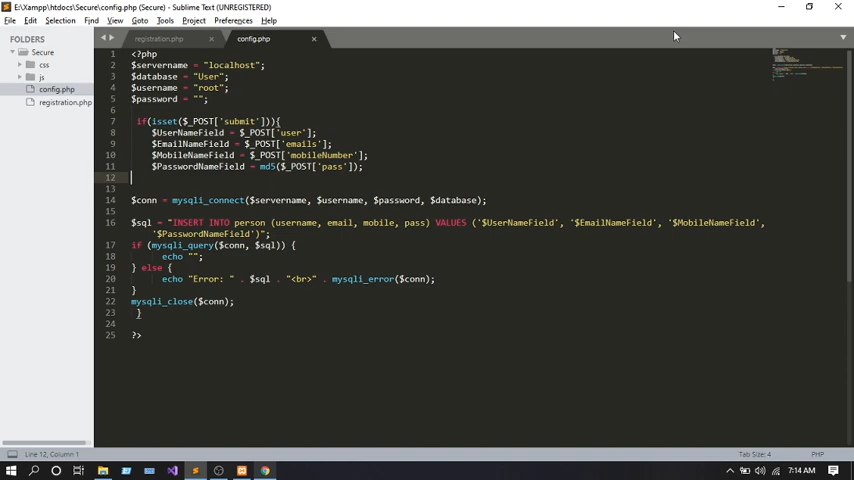 E:\Xampp\htdocs\Secure\config.php (Secure) - Sublime Text (UNREGISTERED)
File Edit Selection Find View Goto Tools Project Preferences Help
FOLDERS
Secure
css
js
config.php
registration.php
registration.php config.php
1 <?php
2 $servername = "localhost";
3 $database = "User";
4 $username = "root";
5 $password = "";
6
7 if(isset($_POST['submit'])){
8 $UserNameField = $_POST['user'];
9 $EmailNameField = $_POST['emails'];
10 $MobileNameField = $_POST['mobileNumber'];
11 $PasswordNameField = md5($_POST['pass']);
12
13
14 $conn = mysqli_connect($servername, $username, $password, $database);
15
16 $sql = "INSERT INTO person (username, email, mobile, pass) VALUES ('$UserNameField', '$EmailNameField', '$MobileNameField',
'$PasswordNameField')";
17 if (mysqli_query($conn, $sql)) {
18 echo "";
19 } else {
20 echo "Error: " . $sql . "<br>" . mysqli_error($conn);
21 }
22 mysqli_close($conn);
23 }
24
25 ?>
Line 12, Column 1 Tab Size: 4 PHP
7:14 AM